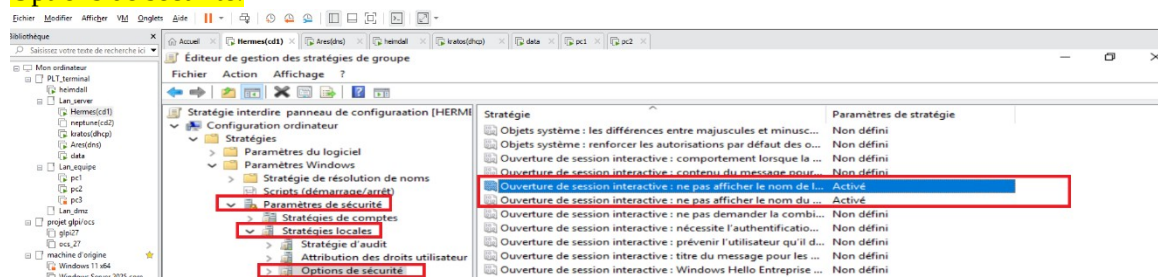 Options de sécurité.
Fichier Modifier Affichage VM Onglets Aide
Bibliothèque
Saisissez votre texte de recherche ici
Mon ordinateur
PLT_terminal
heimdall
Lan_server
Hermes(cd1)
neptune(cd2)
kratos(dhcp)
Ares(dns)
data
Lan_equipe
pc1
pc2
pc3
Lan_dmz
projet glpi/ocs
glpi27
ocs_27
machine d'origine
Windows 11 x64
Windows Server 2025 core
Accueil Hermes(cd1) Ares(dns) heimdall kratos(dhcp) data pc1 pc2
Éditeur de gestion des stratégies de groupe
Fichier Action Affichage ?
Stratégie interdire panneau de configuraation [HERME
Configuration ordinateur
Stratégies
Paramètres du logiciel
Paramètres Windows
Stratégie de résolution de noms
Scripts (démarrage/arrêt)
Paramètres de sécurité
Stratégies de comptes
Stratégies locales
Stratégie d'audit
Attribution des droits utilisateur
Options de sécurité
Stratégie Paramètres de stratégie
Objets système : les différences entre majuscules et minusc... Non défini
Objets système : renforcer les autorisations par défaut des o... Non défini
Ouverture de session interactive : comportement lorsque la ... Non défini
Ouverture de session interactive : contenu du message pour... Non défini
Ouverture de session interactive : ne pas afficher le nom de l... Activé
Ouverture de session interactive : ne pas afficher le nom du ... Activé
Ouverture de session interactive : ne pas demander la combi... Non défini
Ouverture de session interactive : nécessite l'authentificatio... Non défini
Ouverture de session interactive : prévenir l'utilisateur qu'il d... Non défini
Ouverture de session interactive : titre du message pour les ... Non défini
Ouverture de session interactive : Windows Hello Entreprise ... Non défini